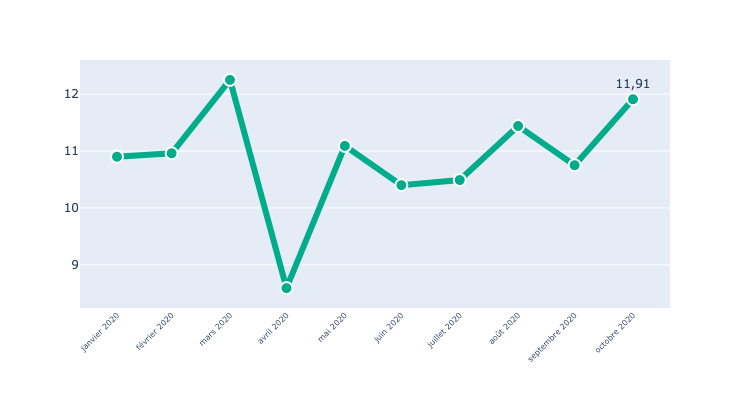 11,91
12
11
10
9
janvier 2020
février 2020
mars 2020
avril 2020
mai 2020
juin 2020
juillet 2020
août 2020
septembre 2020
octobre 2020